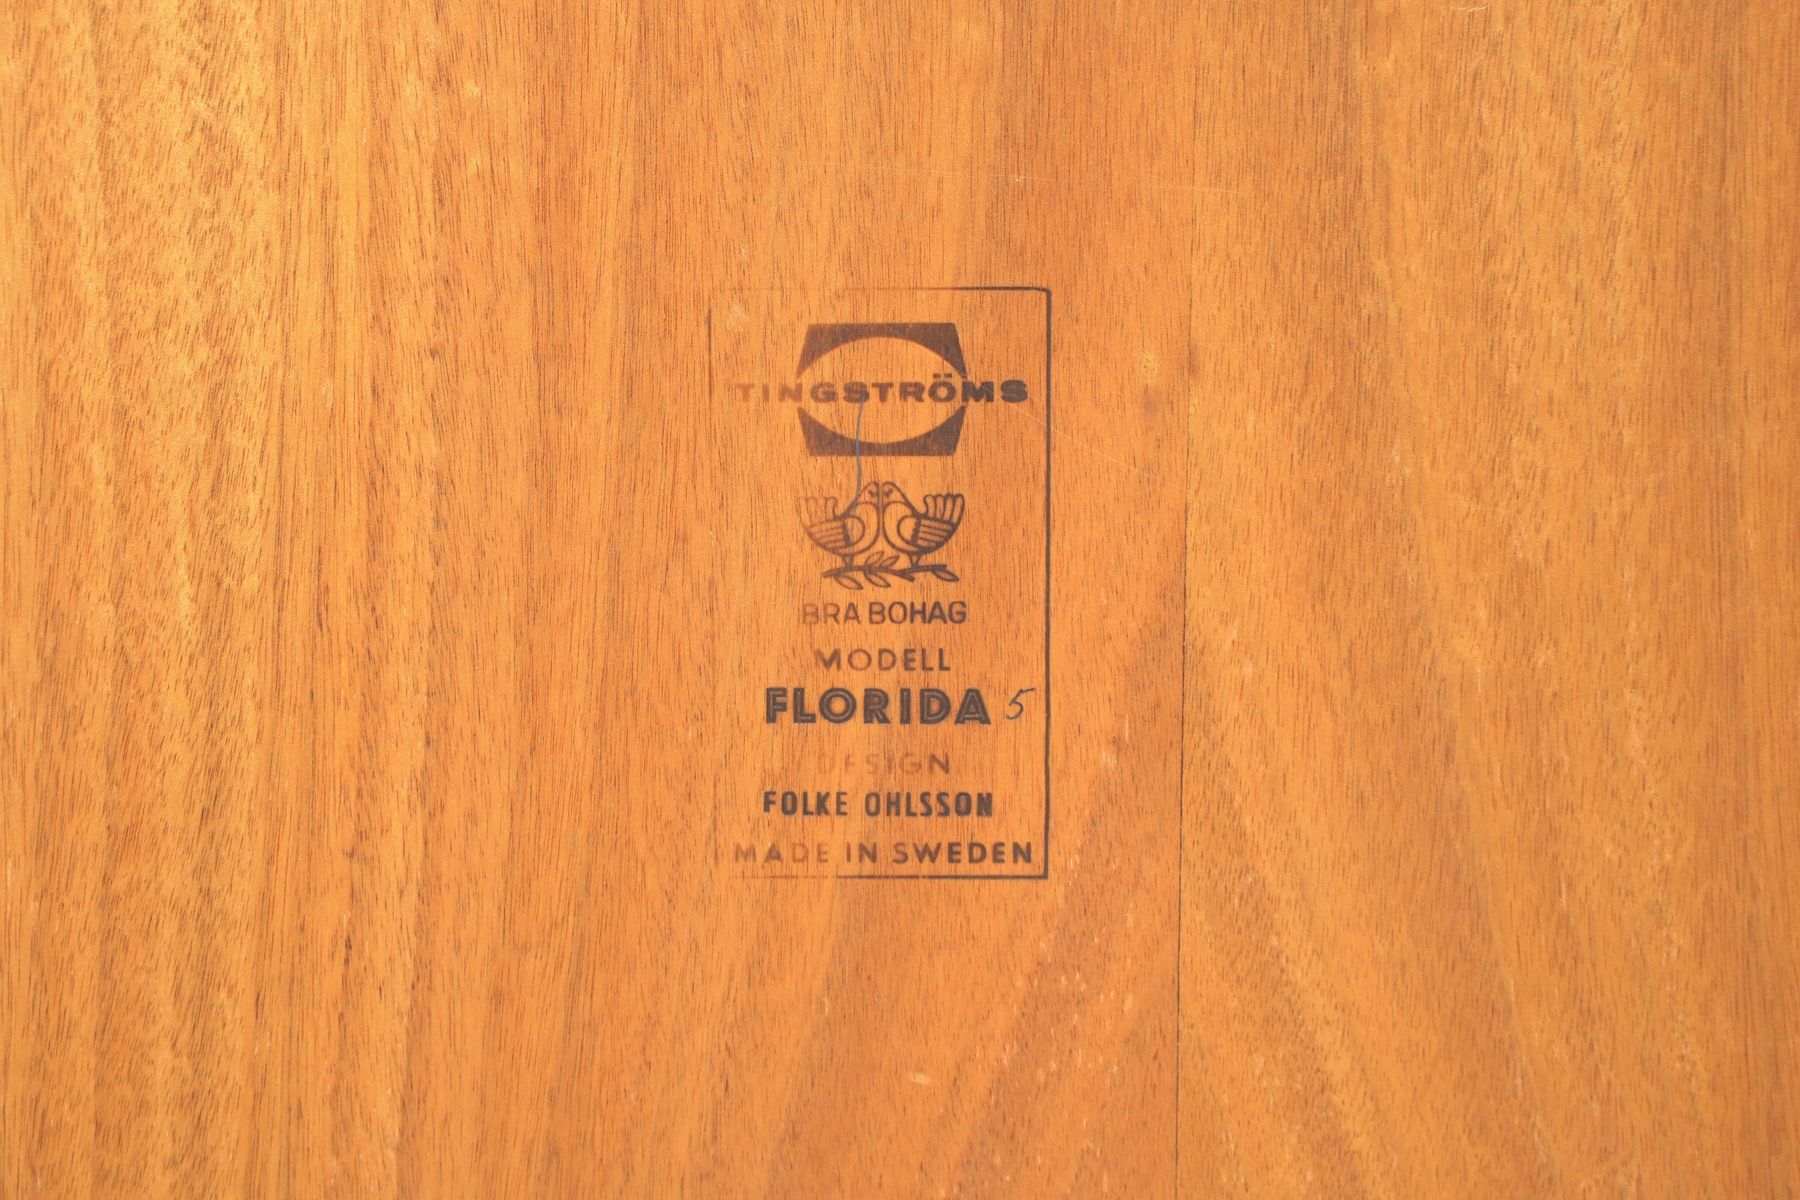 TINGSTRÖMS
BRA BOHAG
MODELL
FLORIDA 5
DESIGN
FOLKE OHLSSON
MADE IN SWEDEN